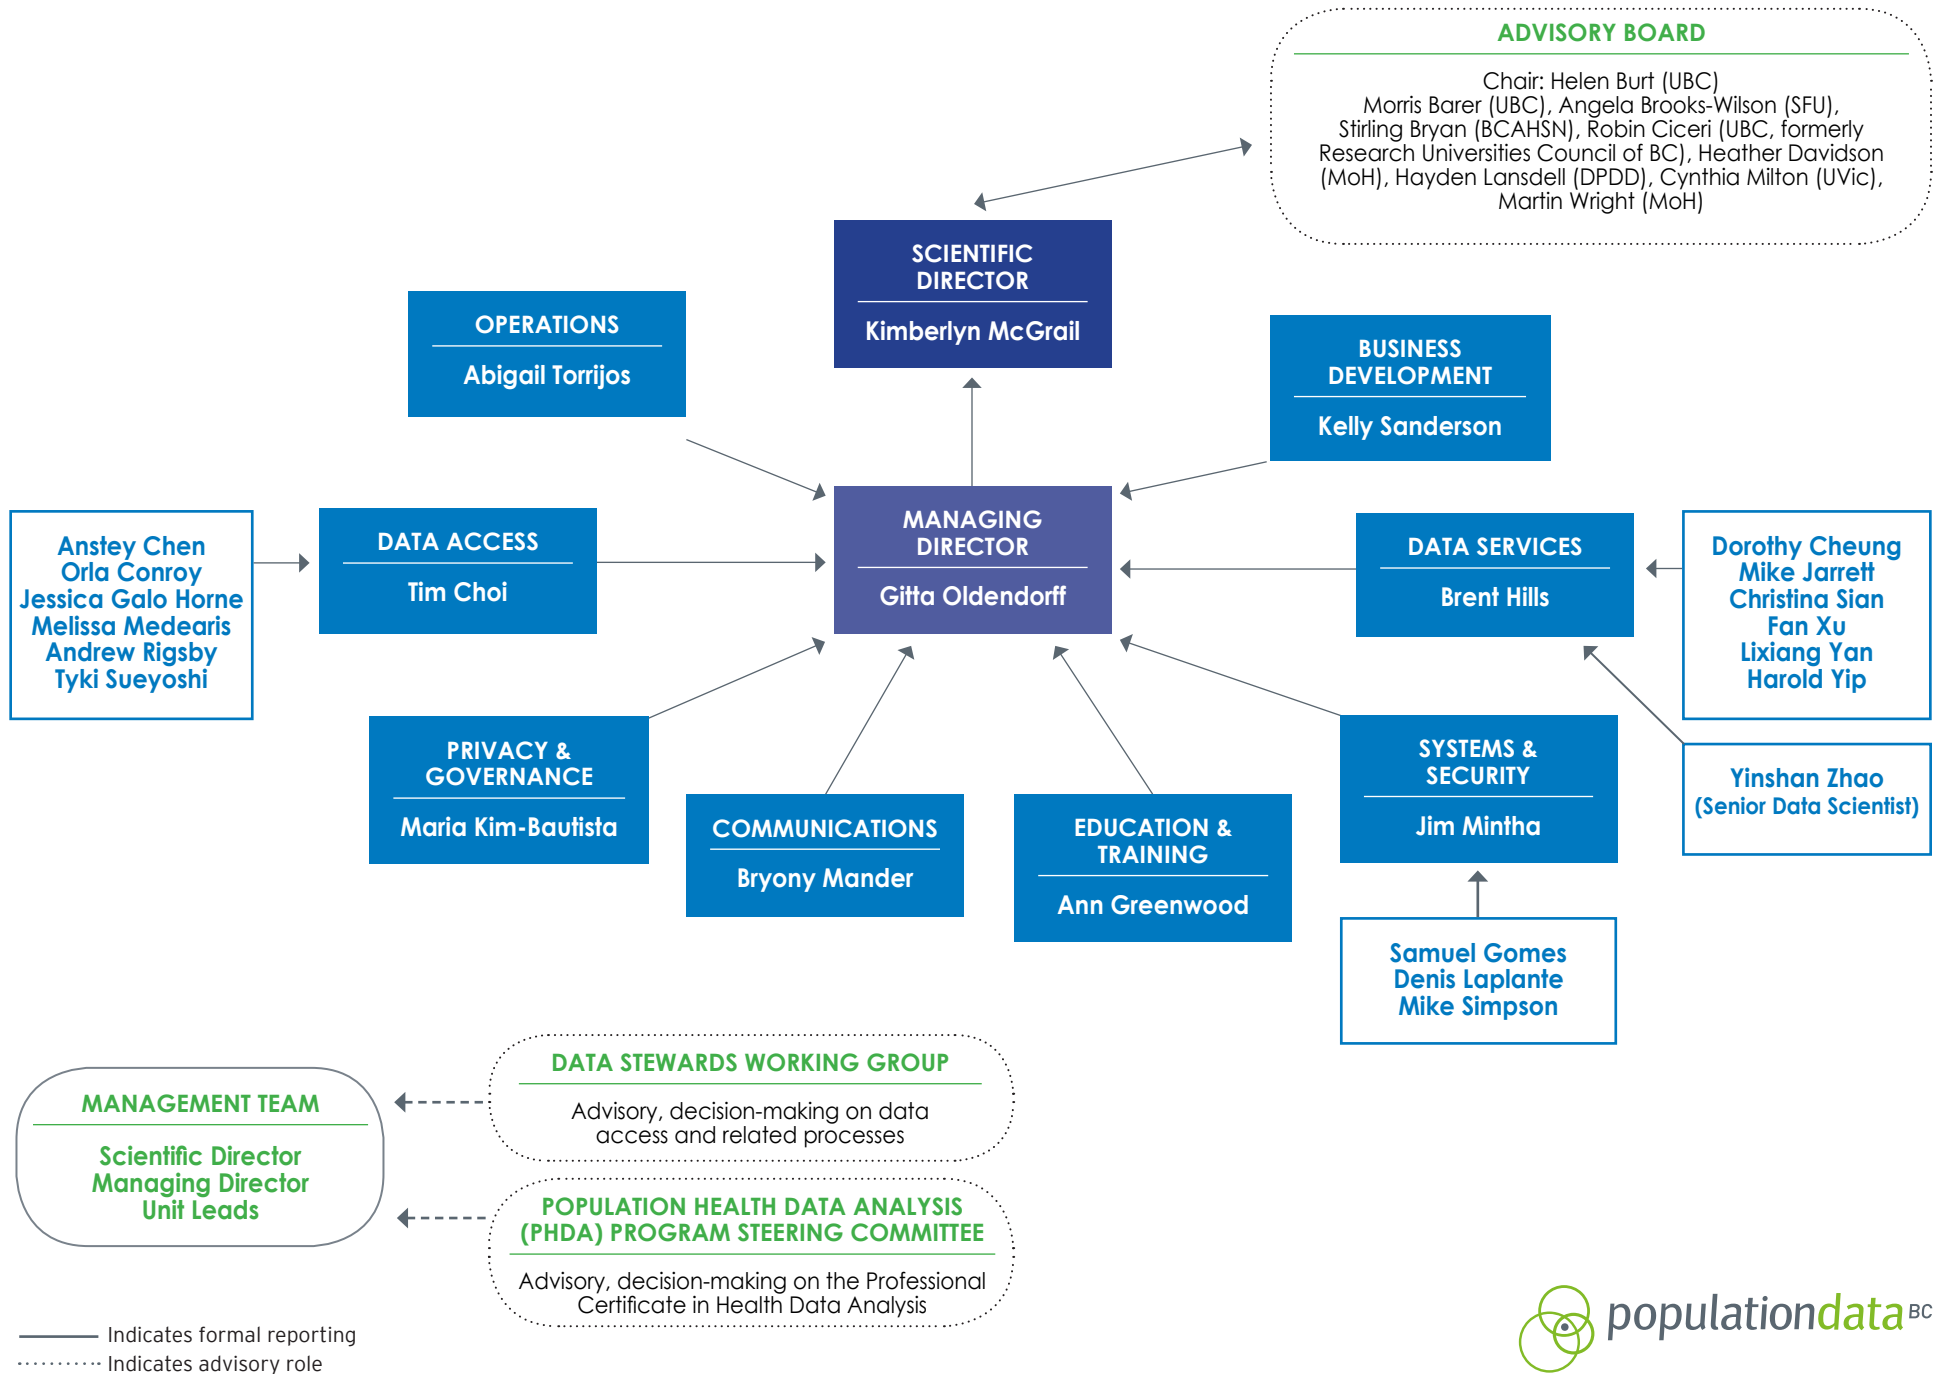 ADVISORY BOARD
Chair: Helen Burt (UBC)
Morris Barer (UBC), Angela Brooks-Wilson (SFU),
Stirling Bryan (BCAHSN), Robin Ciceri (UBC, formerly
Research Universities Council of BC), Heather Davidson
(MoH), Hayden Lansdell (DPDD), Cynthia Milton (UVic),
Martin Wright (MoH)
SCIENTIFIC
DIRECTOR
Kimberlyn McGrail
OPERATIONS
Abigail Torrijos
BUSINESS
DEVELOPMENT
Kelly Sanderson
MANAGING
DIRECTOR
Gitta Oldendorff
Anstey Chen
Orla Conroy
Jessica Galo Horne
Melissa Medearis
Andrew Rigsby
Tyki Sueyoshi
DATA ACCESS
Tim Choi
DATA SERVICES
Brent Hills
Dorothy Cheung
Mike Jarrett
Christina Sian
Fan Xu
Lixiang Yan
Harold Yip
PRIVACY &
GOVERNANCE
Maria Kim-Bautista
COMMUNICATIONS
Bryony Mander
EDUCATION &
TRAINING
Ann Greenwood
SYSTEMS &
SECURITY
Jim Mintha
Yinshan Zhao
(Senior Data Scientist)
Samuel Gomes
Denis Laplante
Mike Simpson
MANAGEMENT TEAM
Scientific Director
Managing Director
Unit Leads
DATA STEWARDS WORKING GROUP
Advisory, decision-making on data
access and related processes
POPULATION HEALTH DATA ANALYSIS
(PHDA) PROGRAM STEERING COMMITTEE
Advisory, decision-making on the Professional
Certificate in Health Data Analysis
Indicates formal reporting
Indicates advisory role
populationdata BC